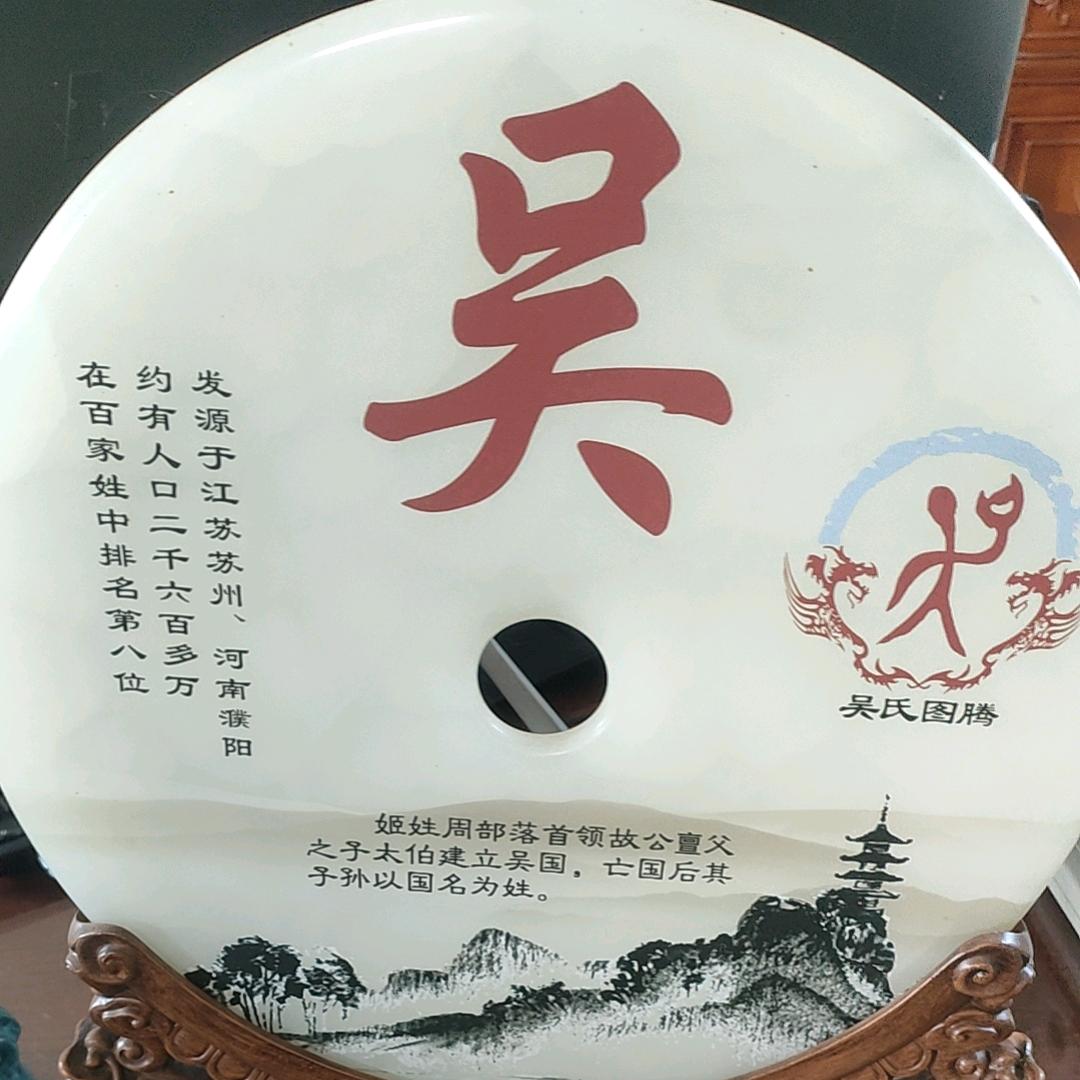 吴
发源于江苏苏州、河南濮阳
约有人口二千六百多万
在百家姓中排名第八位
吴氏图腾
姬姓周部落首领故公亶父
之子太伯建立吴国，亡国后其
子孙以国名为姓。